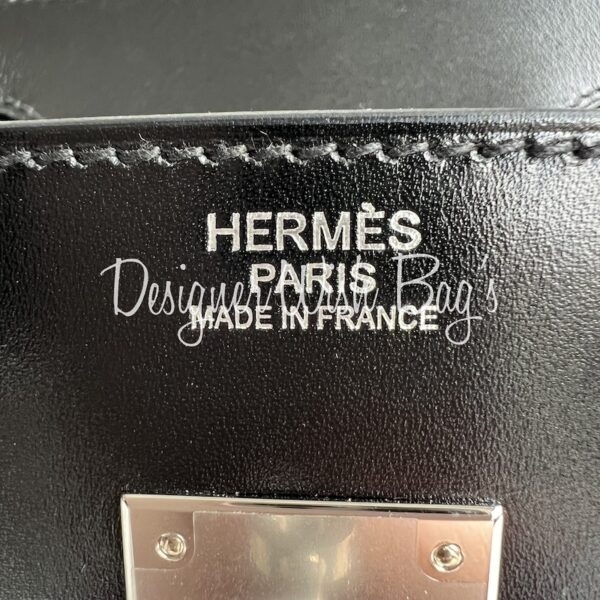 HERMÈS
PARIS
Designer Wish Bag's
MADE IN FRANCE